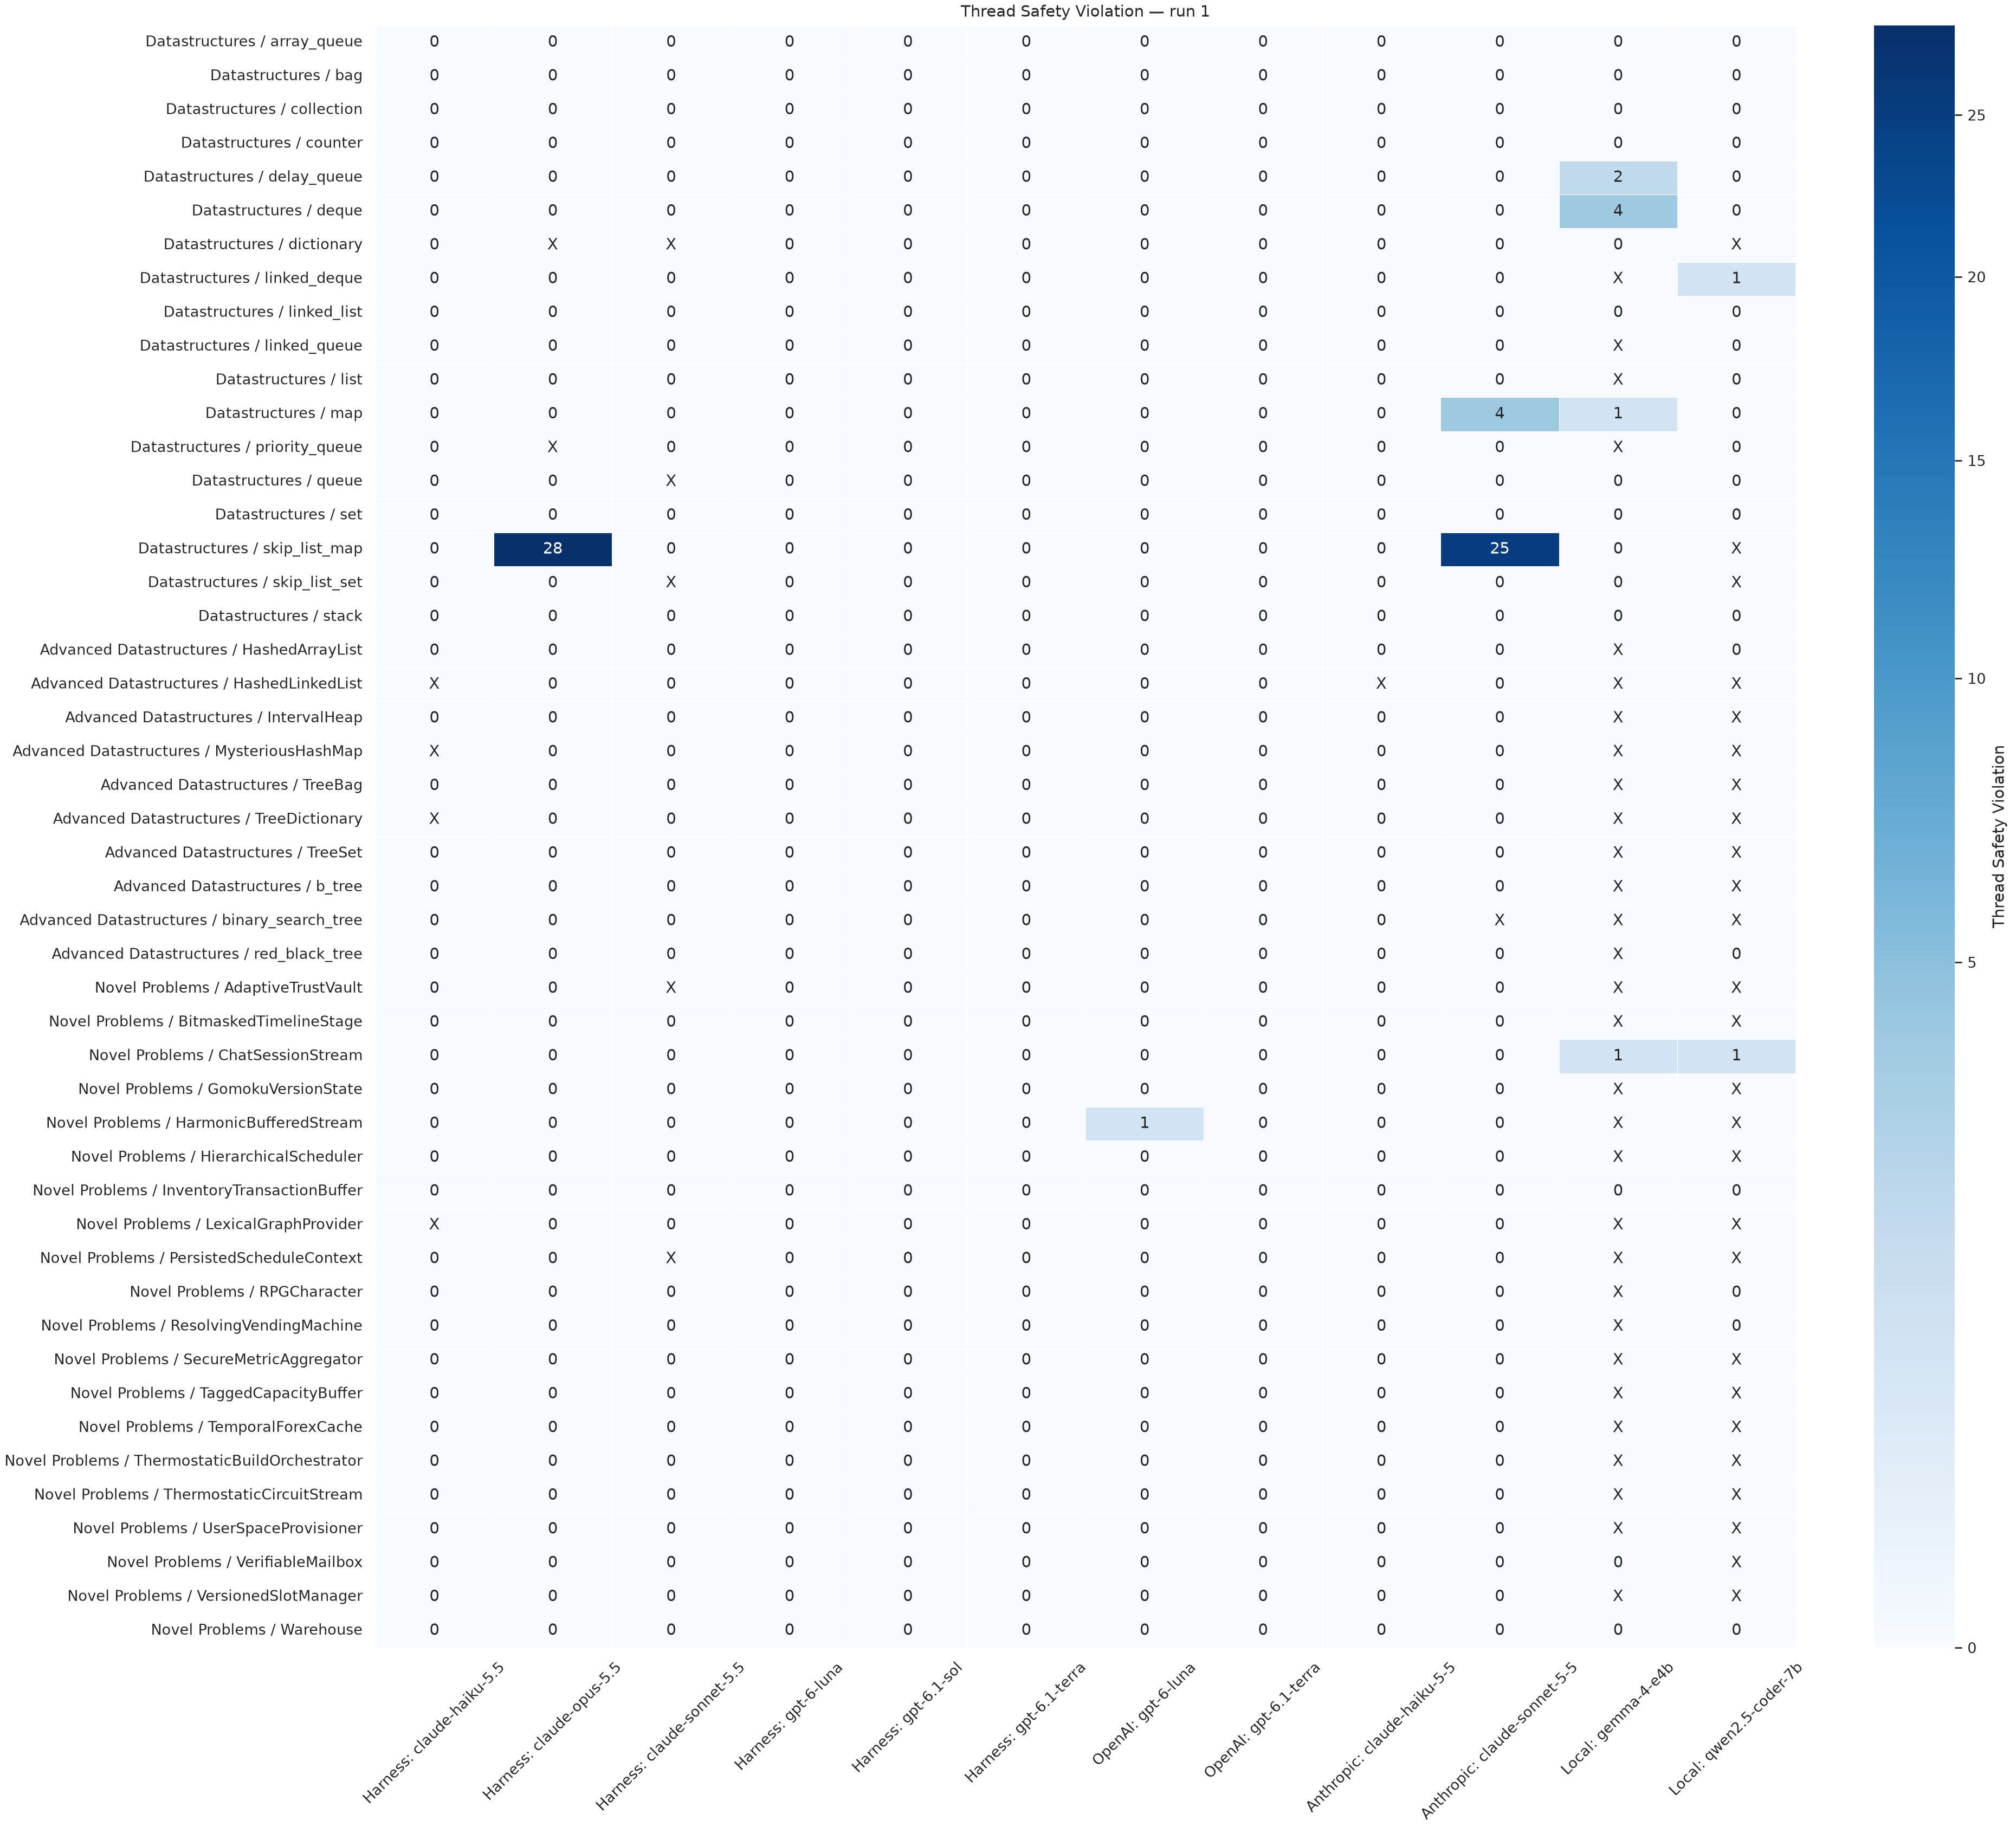 Thread Safety Violation — run 1
Datastructures / array_queue 0 0 0 0 0 0 0 0 0 0 0 0
Datastructures / bag 0 0 0 0 0 0 0 0 0 0 0 0
Datastructures / collection 0 0 0 0 0 0 0 0 0 0 0 0
Datastructures / counter 0 0 0 0 0 0 0 0 0 0 0 0
Datastructures / delay_queue 0 0 0 0 0 0 0 0 0 0 2 0
Datastructures / deque 0 0 0 0 0 0 0 0 0 0 4 0
Datastructures / dictionary 0 X X 0 0 0 0 0 0 0 0 X
Datastructures / linked_deque 0 0 0 0 0 0 0 0 0 0 X 1
Datastructures / linked_list 0 0 0 0 0 0 0 0 0 0 0 0
Datastructures / linked_queue 0 0 0 0 0 0 0 0 0 0 X 0
Datastructures / list 0 0 0 0 0 0 0 0 0 0 X 0
Datastructures / map 0 0 0 0 0 0 0 0 0 4 1 0
Datastructures / priority_queue 0 X 0 0 0 0 0 0 0 0 X 0
Datastructures / queue 0 0 X 0 0 0 0 0 0 0 0 0
Datastructures / set 0 0 0 0 0 0 0 0 0 0 0 0
Datastructures / skip_list_map 0 28 0 0 0 0 0 0 0 25 0 X
Datastructures / skip_list_set 0 0 X 0 0 0 0 0 0 0 0 X
Datastructures / stack 0 0 0 0 0 0 0 0 0 0 0 0
Advanced Datastructures / HashedArrayList 0 0 0 0 0 0 0 0 0 0 X 0
Advanced Datastructures / HashedLinkedList X 0 0 0 0 0 0 0 X 0 X X
Advanced Datastructures / IntervalHeap 0 0 0 0 0 0 0 0 0 0 X X
Advanced Datastructures / MysteriousHashMap X 0 0 0 0 0 0 0 0 0 X X
Advanced Datastructures / TreeBag 0 0 0 0 0 0 0 0 0 0 X X
Advanced Datastructures / TreeDictionary X 0 0 0 0 0 0 0 0 0 X X
Advanced Datastructures / TreeSet 0 0 0 0 0 0 0 0 0 0 X X
Advanced Datastructures / b_tree 0 0 0 0 0 0 0 0 0 0 X X
Advanced Datastructures / binary_search_tree 0 0 0 0 0 0 0 0 0 X X X
Advanced Datastructures / red_black_tree 0 0 0 0 0 0 0 0 0 0 X 0
Novel Problems / AdaptiveTrustVault 0 0 X 0 0 0 0 0 0 0 X X
Novel Problems / BitmaskedTimelineStage 0 0 0 0 0 0 0 0 0 0 X X
Novel Problems / ChatSessionStream 0 0 0 0 0 0 0 0 0 0 1 1
Novel Problems / GomokuVersionState 0 0 0 0 0 0 0 0 0 0 X X
Novel Problems / HarmonicBufferedStream 0 0 0 0 0 0 1 0 0 0 X X
Novel Problems / HierarchicalScheduler 0 0 0 0 0 0 0 0 0 0 X X
Novel Problems / InventoryTransactionBuffer 0 0 0 0 0 0 0 0 0 0 0 0
Novel Problems / LexicalGraphProvider X 0 0 0 0 0 0 0 0 0 X X
Novel Problems / PersistedScheduleContext 0 0 X 0 0 0 0 0 0 0 X X
Novel Problems / RPGCharacter 0 0 0 0 0 0 0 0 0 0 X 0
Novel Problems / ResolvingVendingMachine 0 0 0 0 0 0 0 0 0 0 X 0
Novel Problems / SecureMetricAggregator 0 0 0 0 0 0 0 0 0 0 X X
Novel Problems / TaggedCapacityBuffer 0 0 0 0 0 0 0 0 0 0 X X
Novel Problems / TemporalForexCache 0 0 0 0 0 0 0 0 0 0 X X
Novel Problems / ThermostaticBuildOrchestrator 0 0 0 0 0 0 0 0 0 0 X X
Novel Problems / ThermostaticCircuitStream 0 0 0 0 0 0 0 0 0 0 X X
Novel Problems / UserSpaceProvisioner 0 0 0 0 0 0 0 0 0 0 X X
Novel Problems / VerifiableMailbox 0 0 0 0 0 0 0 0 0 0 0 X
Novel Problems / VersionedSlotManager 0 0 0 0 0 0 0 0 0 0 X X
Novel Problems / Warehouse 0 0 0 0 0 0 0 0 0 0 0 0
Harness: claude-haiku-5.5
Harness: claude-opus-5.5
Harness: claude-sonnet-5.5
Harness: gpt-6-luna
Harness: gpt-6.1-sol
Harness: gpt-6.1-terra
OpenAI: gpt-6-luna
OpenAI: gpt-6.1-terra
Anthropic: claude-haiku-5-5
Anthropic: claude-sonnet-5-5
Local: gemma-4-e4b
Local: qwen2.5-coder-7b
25
20
15
10
5
0
Thread Safety Violation